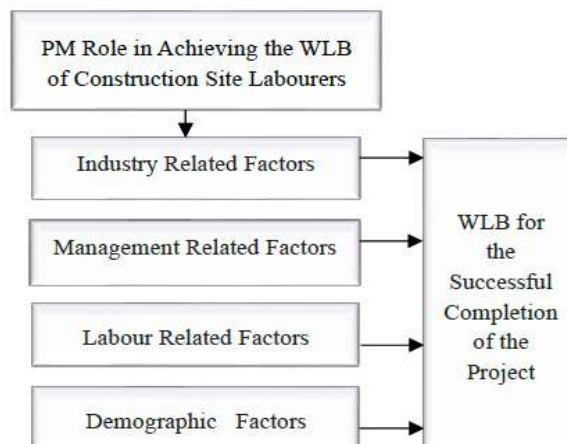 PM Role in Achieving the WLB
of Construction Site Labourers
Industry Related Factors
Management Related Factors
Labour Related Factors
Demographic Factors
WLB for
the
Successful
Completion
of the
Project